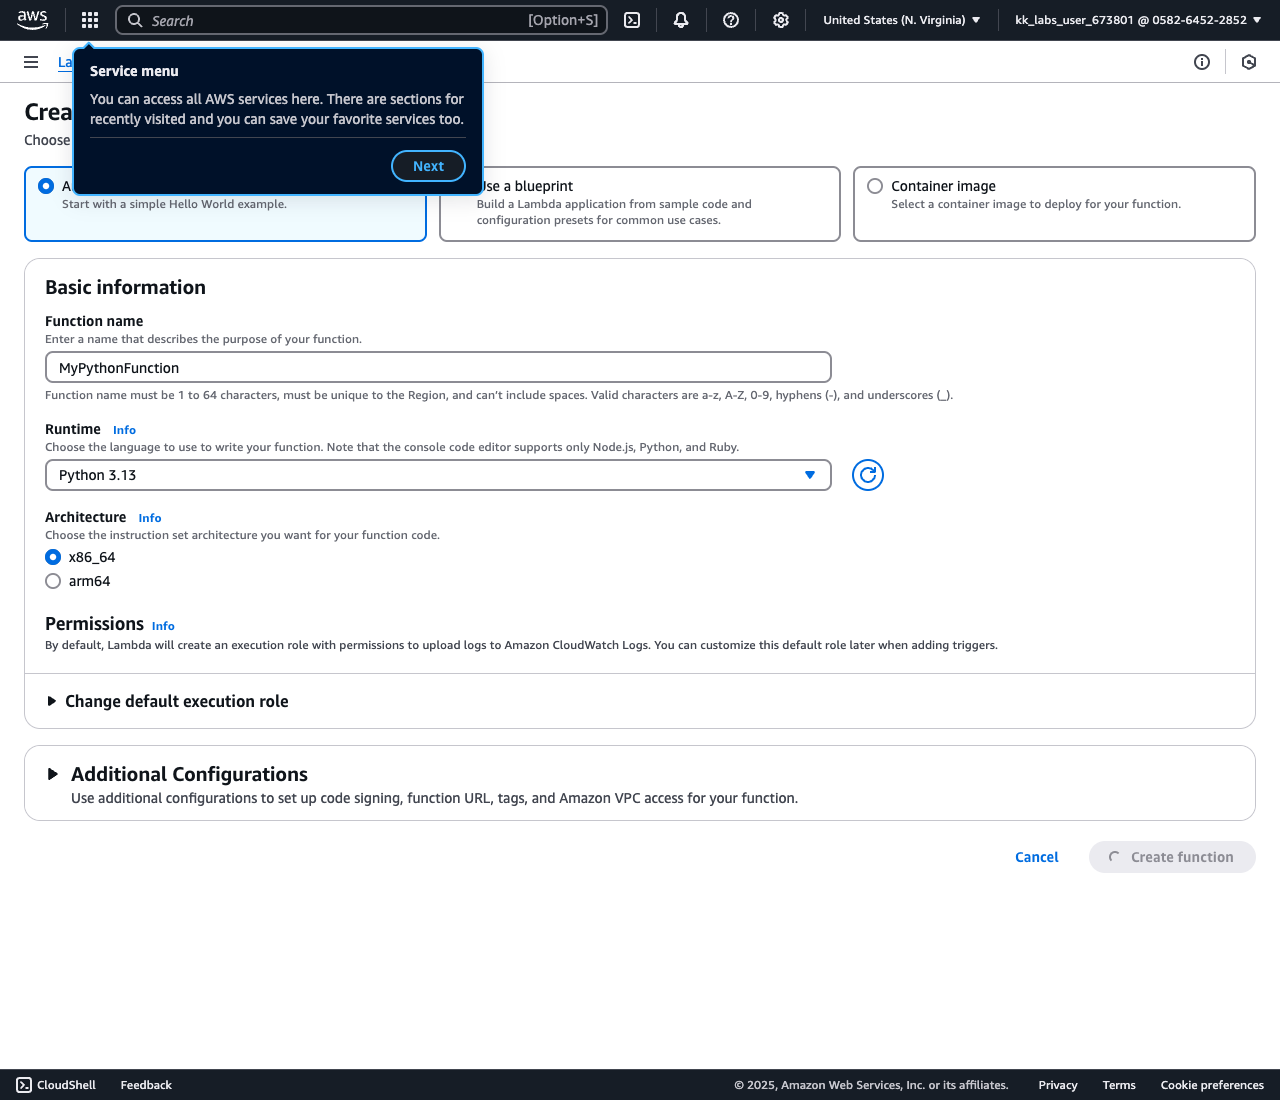 aws
Search
[Option+S]
United States (N. Virginia)
kk_labs_user_673801 @ 0582-6452-2852
La
Service menu
You can access all AWS services here. There are sections for
recently visited and you can save your favorite services too.
Next
Crea
Choose
A
Start with a simple Hello World example.
Use a blueprint
Build a Lambda application from sample code and
configuration presets for common use cases.
Container image
Select a container image to deploy for your function.
Basic information
Function name
Enter a name that describes the purpose of your function.
MyPythonFunction
Function name must be 1 to 64 characters, must be unique to the Region, and can't include spaces. Valid characters are a-z, A-Z, 0-9, hyphens (-), and underscores (_).
Runtime Info
Choose the language to use to write your function. Note that the console code editor supports only Node.js, Python, and Ruby.
Python 3.13
Architecture Info
Choose the instruction set architecture you want for your function code.
x86_64
arm64
Permissions Info
By default, Lambda will create an execution role with permissions to upload logs to Amazon CloudWatch Logs. You can customize this default role later when adding triggers.
Change default execution role
Additional Configurations
Use additional configurations to set up code signing, function URL, tags, and Amazon VPC access for your function.
Cancel
Create function
CloudShell
Feedback
© 2025, Amazon Web Services, Inc. or its affiliates.
Privacy
Terms
Cookie preferences